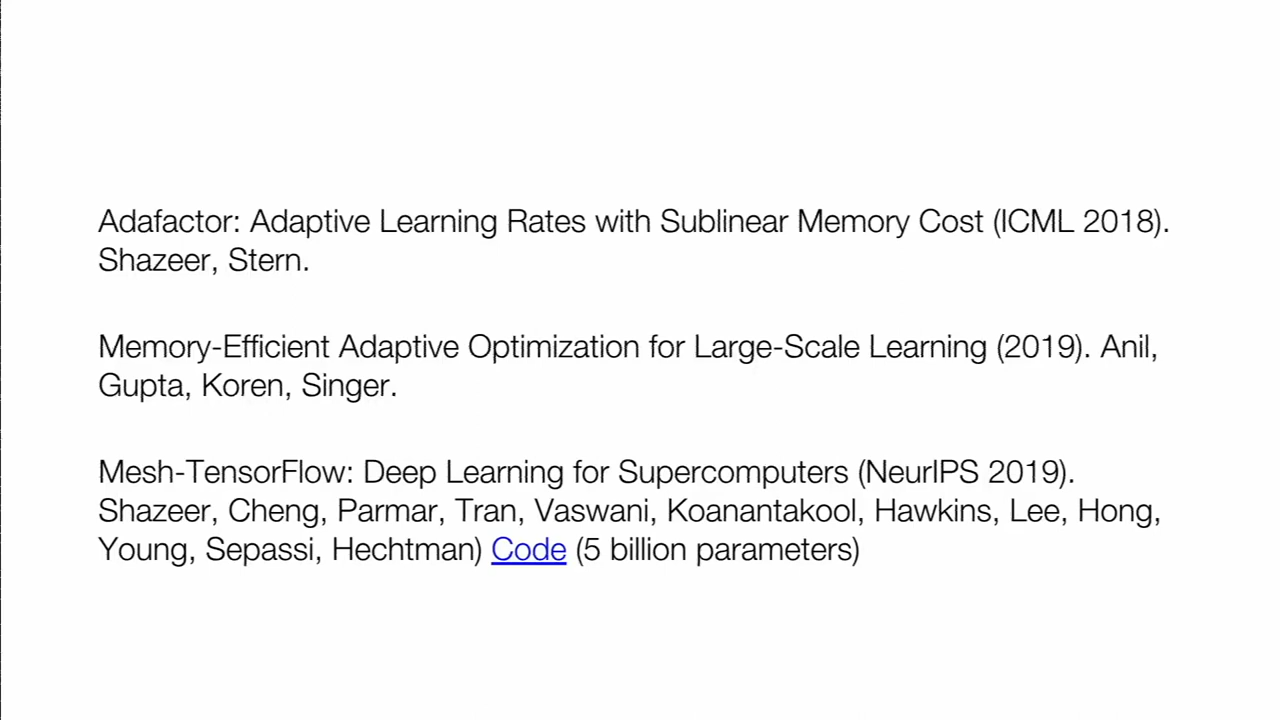 Adafactor: Adaptive Learning Rates with Sublinear Memory Cost (ICML 2018).
Shazeer, Stern.
Memory-Efficient Adaptive Optimization for Large-Scale Learning (2019). Anil,
Gupta, Koren, Singer.
Mesh-TensorFlow: Deep Learning for Supercomputers (NeurIPS 2019).
Shazeer, Cheng, Parmar, Tran, Vaswani, Koanantakool, Hawkins, Lee, Hong,
Young, Sepassi, Hechtman) Code (5 billion parameters)